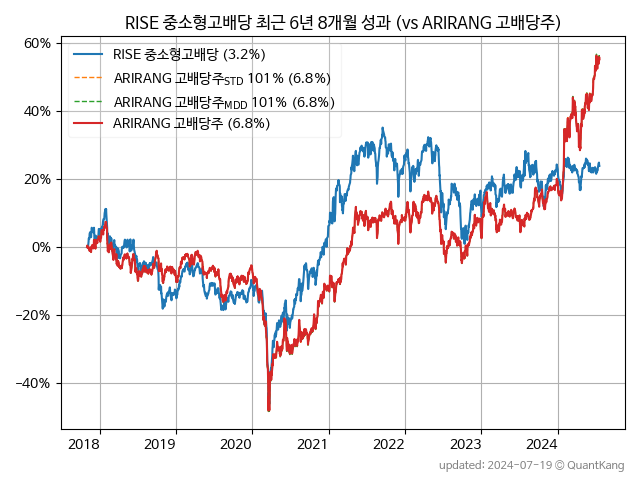 RISE 중소형고배당 최근 6년 8개월 성과 (vs ARIRANG 고배당주)
60%
40%
20%
0%
−20%
−40%
RISE 중소형고배당 (3.2%)
ARIRANG 고배당주STD 101% (6.8%)
ARIRANG 고배당주MDD 101% (6.8%)
ARIRANG 고배당주 (6.8%)
2018 2019 2020 2021 2022 2023 2024
updated: 2024-07-19 © QuantKang